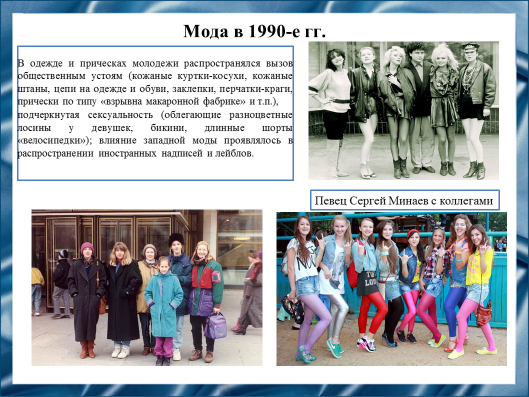 Мода в 1990-е гг.
В одежде и прическах молодежи распространялся вызов
общественным устоям (кожаные куртки-косухи, кожаные
штаны, цепи на одежде и обуви, заклепки, перчатки-краги,
прически по типу «взрывна макаронной фабрике» и т.п.),
подчеркнутая сексуальность (облегающие разноцветные
лосины у девушек, бикини, длинные шорты
«велосипедки»); влияние западной моды проявлялось в
распространении иностранных надписей и лейблов.
Певец Сергей Минаев с коллегами